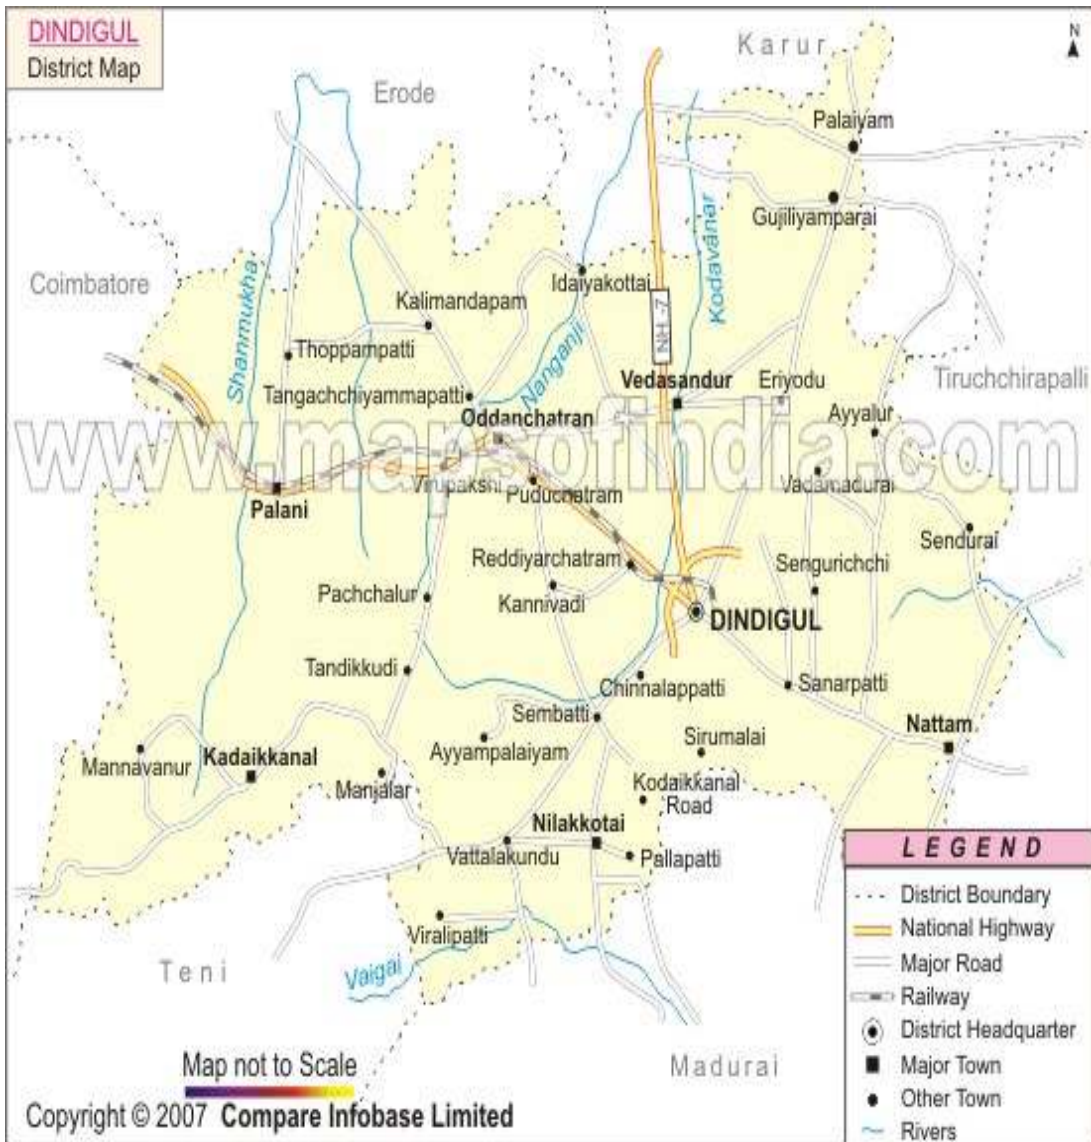 DINDIGUL
District Map
N
Karur
Erode
Palaiyam
Gujiliyamparai
Kodavanar
Shanmukha
Coimbatore
Idaiyakottai
Kalimandapam
NH -7
Thoppampatti
Nanganji
Vedasandur
Eriyodu
Tiruchchirapalli
Tangachchiyammapatti
Oddanchatran
Ayyalur
www.mapsofindia.com
Virupakshi
Puduchatram
Vadamadurai
Palani
Sendurai
Reddiyarchatram
Sengurichchi
Pachchalur
Kannivadi
DINDIGUL
Tandikkudi
Chinnalappatti
Sanarpatti
Sembatti
Nattam
Mannavanur
Kadaikkanal
Ayyampalaiyam
Sirumalai
Manjalar
Kodaikkanal
Road
Nilakkotai
Vattalakundu
Pallapatti
Viralipatti
Teni
Vaigai
Madurai
LEGEND
District Boundary
National Highway
Major Road
Railway
District Headquarter
Major Town
Other Town
Rivers
Map not to Scale
Copyright © 2007 Compare Infobase Limited